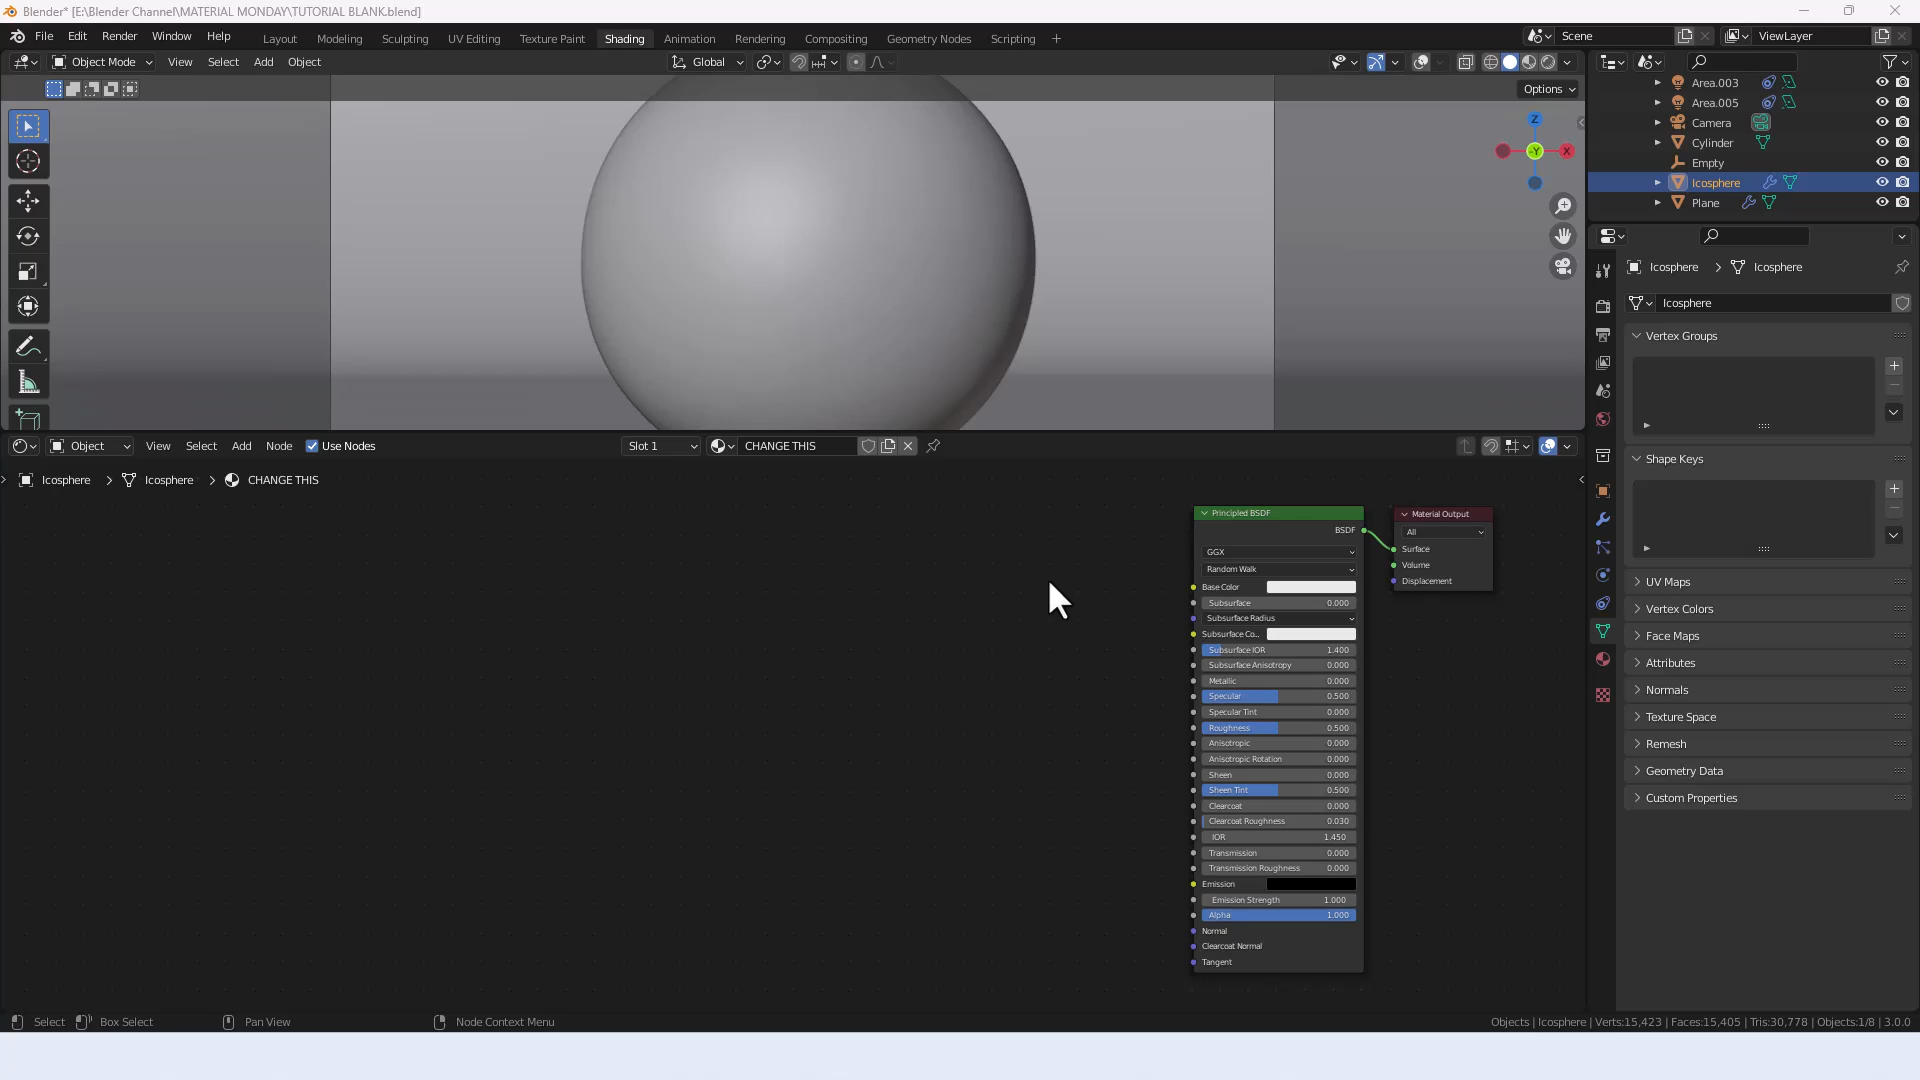 Blender* [E:\Blender Channel\MATERIAL MONDAY\TUTORIAL BLANK.blend]
File Edit Render Window Help Layout Modeling Sculpting UV Editing Texture Paint Shading Animation Rendering Compositing Geometry Nodes Scripting + Scene ViewLayer
Object Mode View Select Add Object Global
Options
Z
-Y X
Area.003
Area.005
Camera
Cylinder
Empty
Icosphere
Plane
Icosphere > Icosphere
Icosphere
Vertex Groups
Shape Keys
UV Maps
Vertex Colors
Face Maps
Attributes
Normals
Texture Space
Remesh
Geometry Data
Custom Properties
Object View Select Add Node Use Nodes Slot 1 CHANGE THIS
Icosphere > Icosphere > CHANGE THIS
Principled BSDF
BSDF
GGX
Random Walk
Base Color
Subsurface 0.000
Subsurface Radius
Subsurface Co..
Subsurface IOR 1.400
Subsurface Anisotropy 0.000
Metallic 0.000
Specular 0.500
Specular Tint 0.000
Roughness 0.500
Anisotropic 0.000
Anisotropic Rotation 0.000
Sheen 0.000
Sheen Tint 0.500
Clearcoat 0.000
Clearcoat Roughness 0.030
IOR 1.450
Transmission 0.000
Transmission Roughness 0.000
Emission
Emission Strength 1.000
Alpha 1.000
Normal
Clearcoat Normal
Tangent
Material Output
All
Surface
Volume
Displacement
Select Box Select Pan View Node Context Menu Objects | Icosphere | Verts:15,423 | Faces:15,405 | Tris:30,778 | Objects:1/8 | 3.0.0